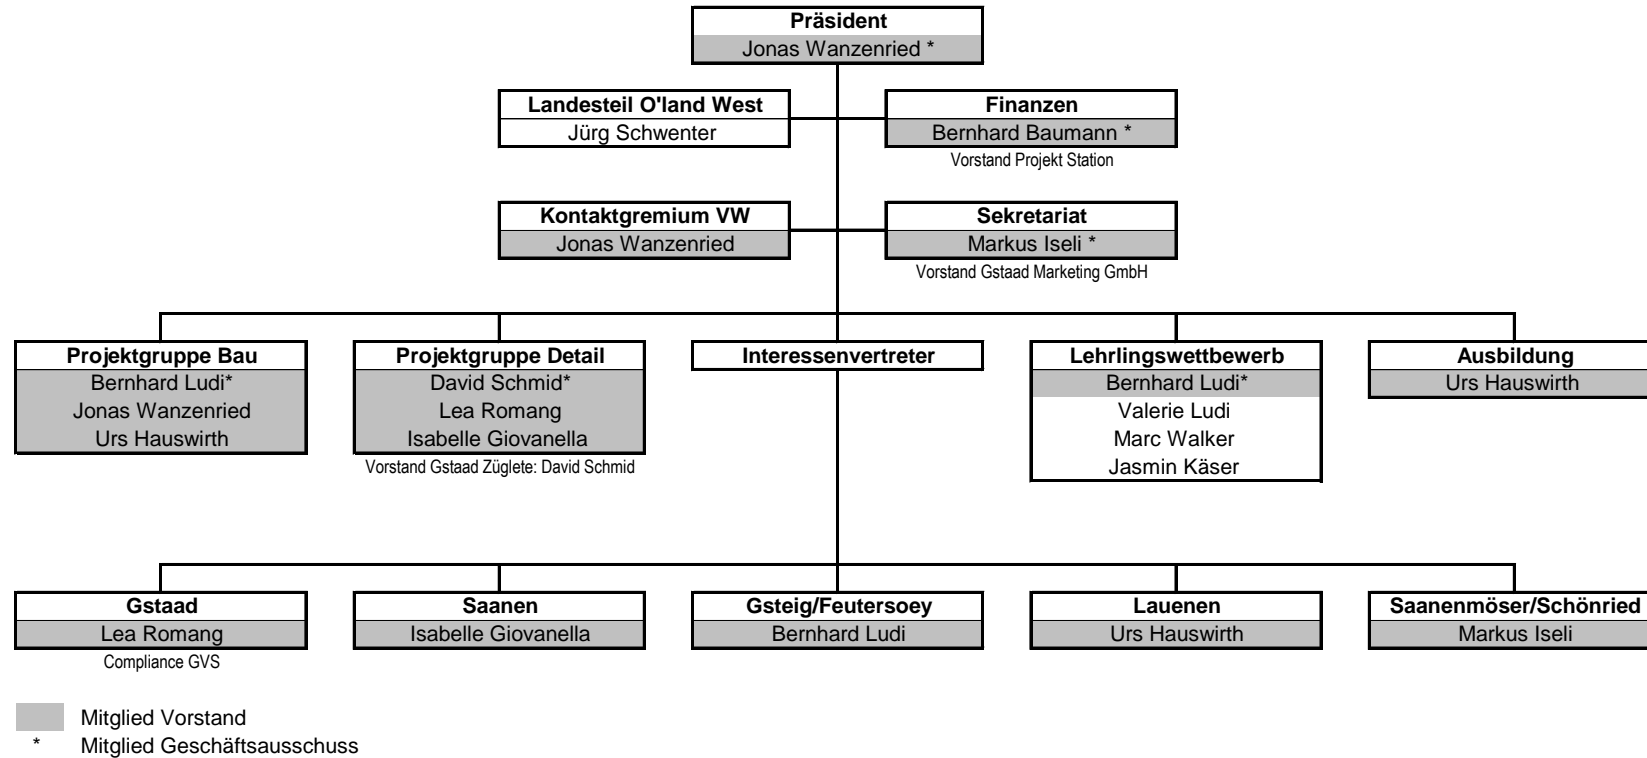 Präsident
Jonas Wanzenried *
Landesteil O'land West
Jürg Schwenter
Finanzen
Bernhard Baumann *
Vorstand Projekt Station
Kontaktgremium VW
Jonas Wanzenried
Sekretariat
Markus Iseli *
Vorstand Gstaad Marketing GmbH
Projektgruppe Bau
Bernhard Ludi*
Jonas Wanzenried
Urs Hauswirth
Projektgruppe Detail
David Schmid*
Lea Romang
Isabelle Giovanella
Vorstand Gstaad Züglete: David Schmid
Interessenvertreter
Lehrlingswettbewerb
Bernhard Ludi*
Valerie Ludi
Marc Walker
Jasmin Käser
Ausbildung
Urs Hauswirth
Gstaad
Lea Romang
Compliance GVS
Saanen
Isabelle Giovanella
Gsteig/Feutersoey
Bernhard Ludi
Lauenen
Urs Hauswirth
Saanenmöser/Schönried
Markus Iseli
Mitglied Vorstand
* Mitglied Geschäftsausschuss